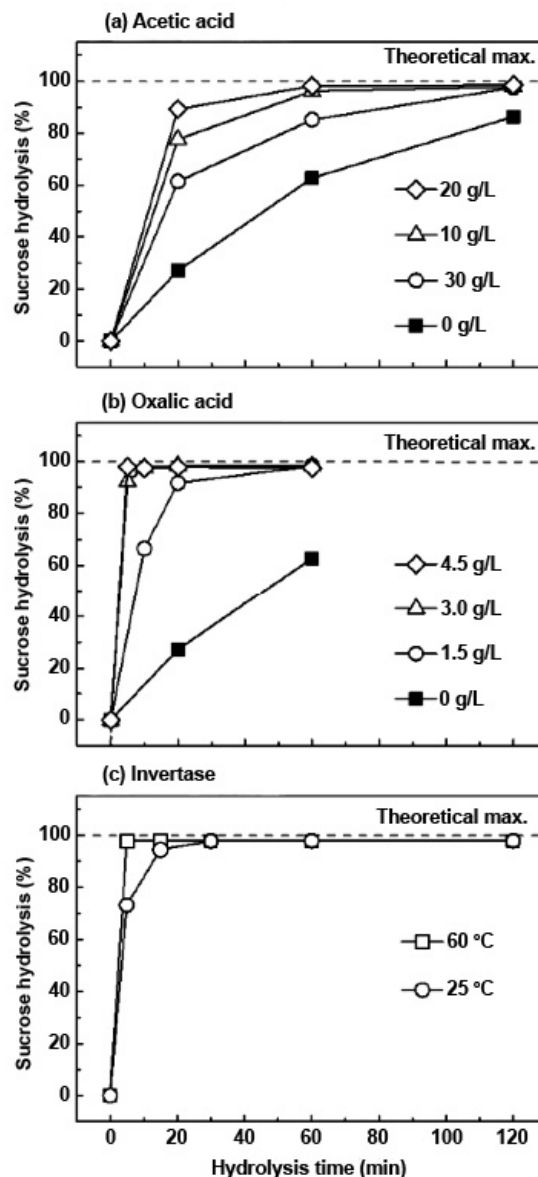 (a) Acetic acid
Theoretical max.
100
80
60
40
20
0
Sucrose hydrolysis (%)
20 g/L
10 g/L
30 g/L
0 g/L
(b) Oxalic acid
Theoretical max.
100
80
60
40
20
0
Sucrose hydrolysis (%)
4.5 g/L
3.0 g/L
1.5 g/L
0 g/L
(c) Invertase
Theoretical max.
100
80
60
40
20
0
Sucrose hydrolysis (%)
60 °C
25 °C
0 20 40 60 80 100 120
Hydrolysis time (min)